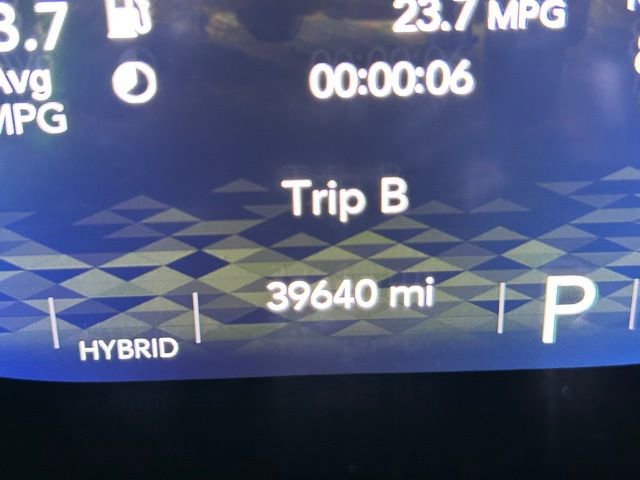 23.7 MPG
Avg
MPG
00:00:06
Trip B
39640 mi
HYBRID
P